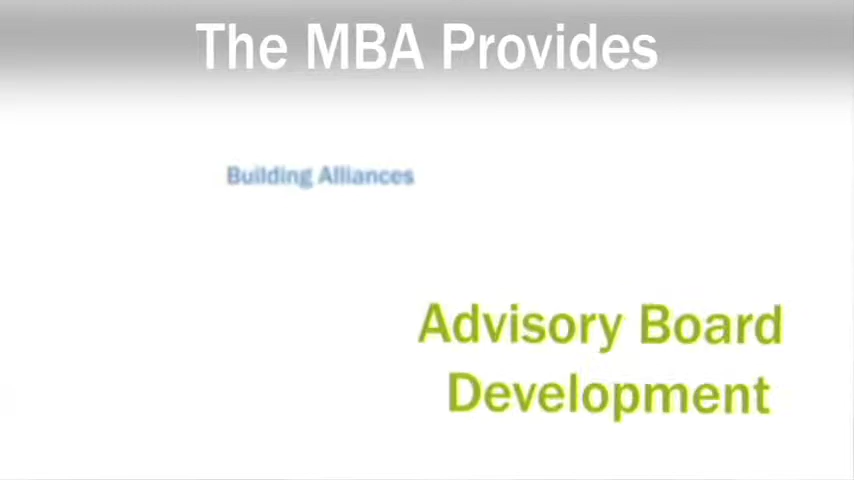 The MBA Provides
Building Alliances
Advisory Board
Development